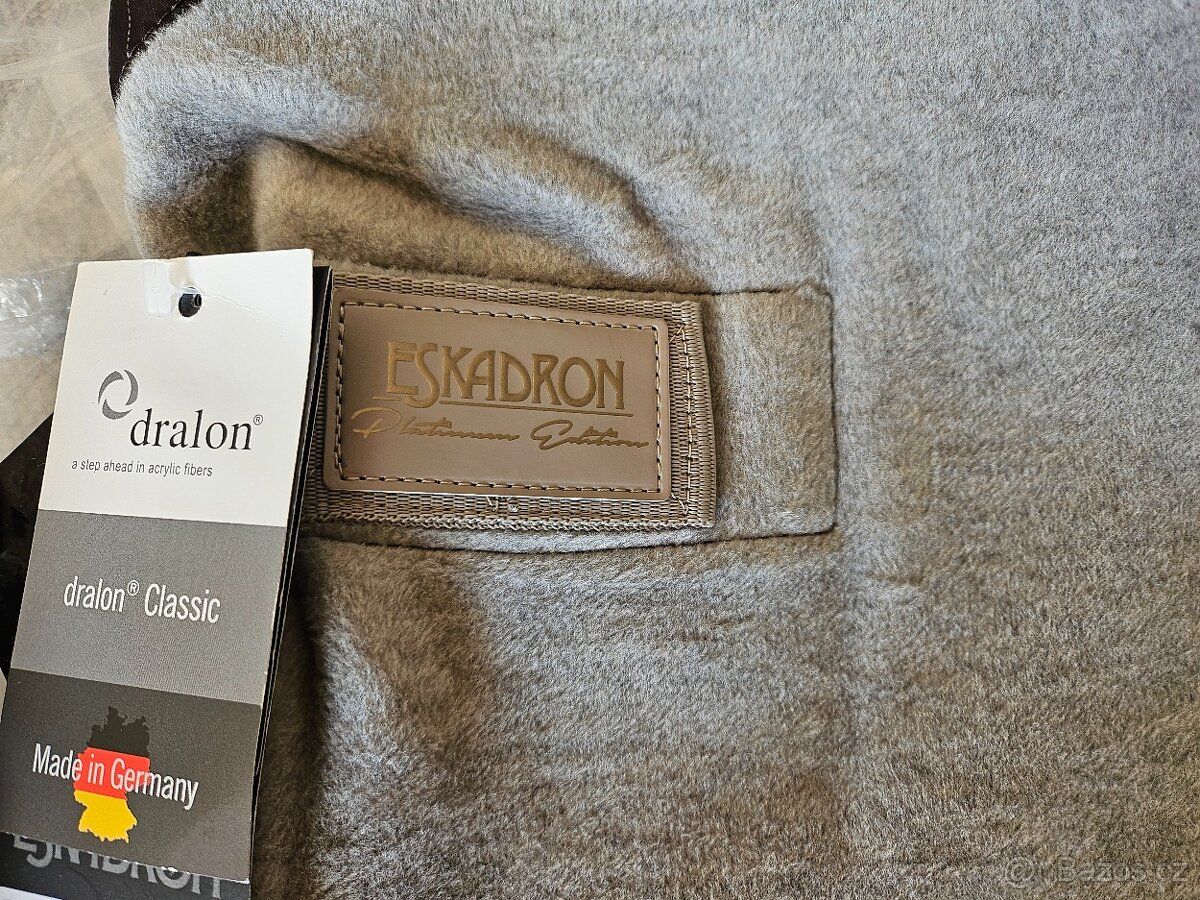 dralon®
a step ahead in acrylic fibers
dralon® Classic
Made in Germany
ESKADRON
ESKADRON
Platinum Edition
© Bazos.cz